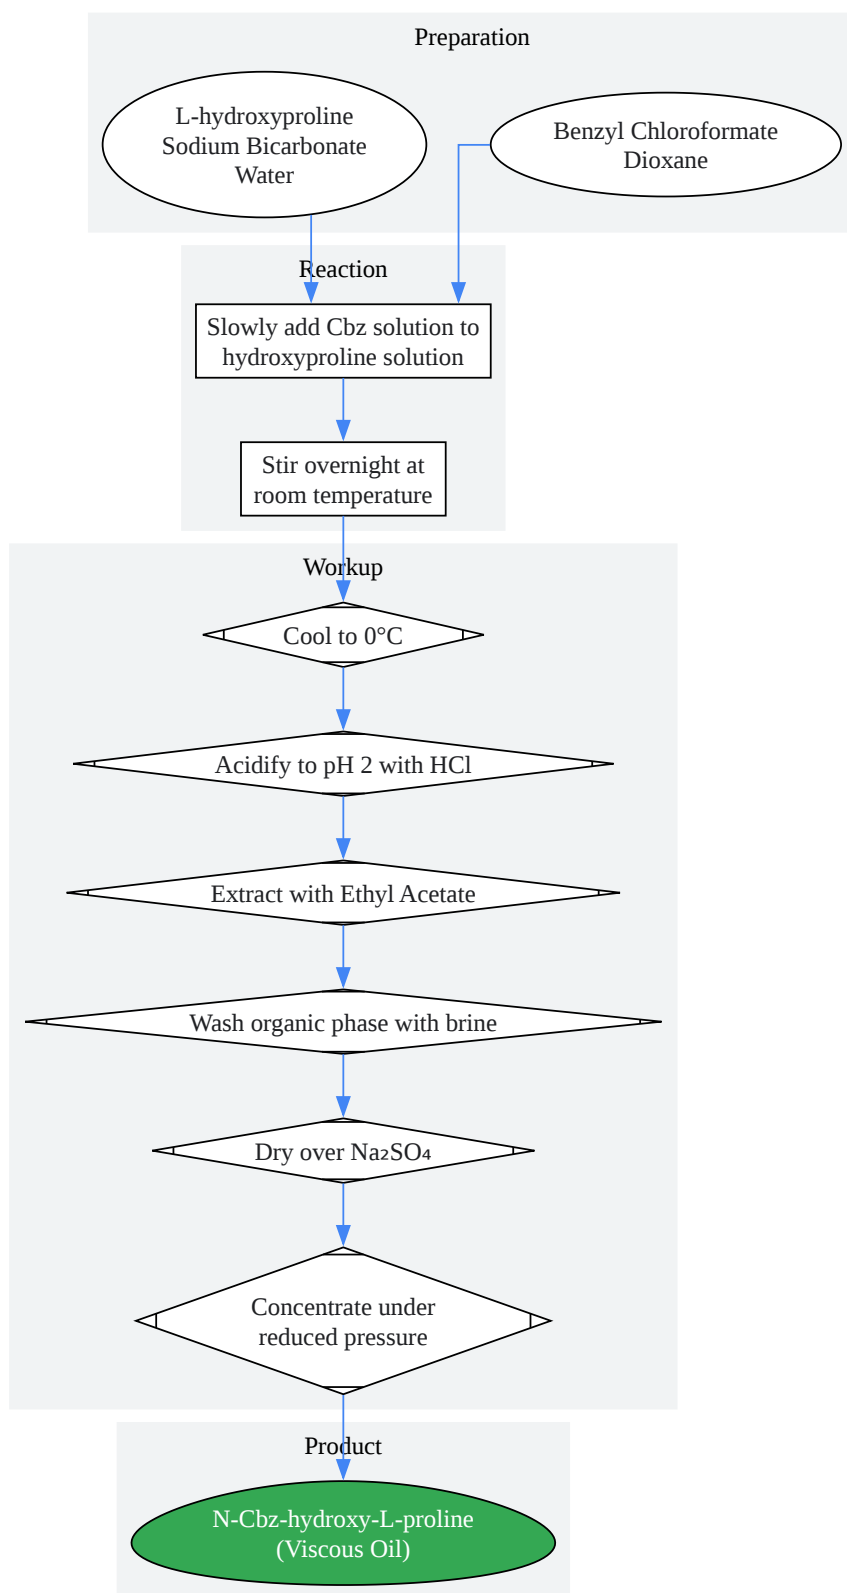 Preparation
L-hydroxyproline
Sodium Bicarbonate
Water
Benzyl Chloroformate
Dioxane
Reaction
Slowly add Cbz solution to
hydroxyproline solution
Stir overnight at
room temperature
Workup
Cool to 0°C
Acidify to pH 2 with HCl
Extract with Ethyl Acetate
Wash organic phase with brine
Dry over Na₂SO₄
Concentrate under
reduced pressure
Product
N-Cbz-hydroxy-L-proline
(Viscous Oil)